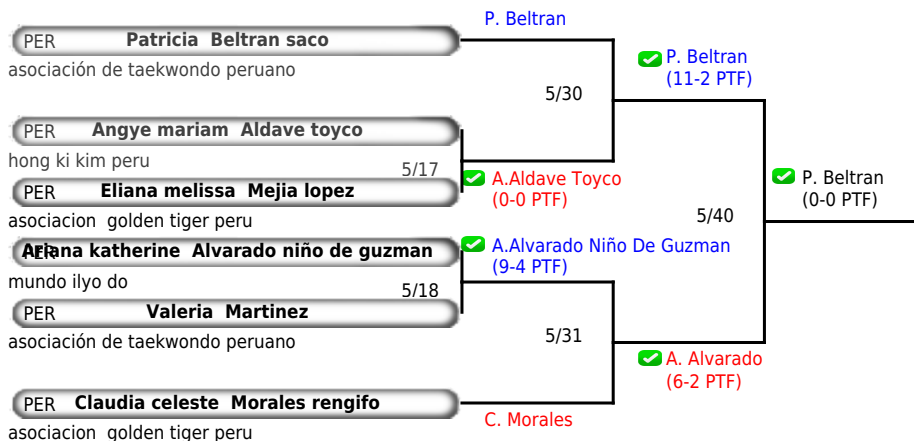 P. Beltran
PER Patricia Beltran saco
asociación de taekwondo peruano
P. Beltran
(11-2 PTF)
5/30
PER Angye mariam Aldave toyco
hong ki kim peru
5/17
A.Aldave Toyco
(0-0 PTF)
PER Eliana melissa Mejia lopez
asociacion golden tiger peru
P. Beltran
(0-0 PTF)
5/40
PER Ariana katherine Alvarado niño de guzman
mundo ilyo do
A.Alvarado Niño De Guzman
(9-4 PTF)
5/18
PER Valeria Martinez
asociación de taekwondo peruano
5/31
A. Alvarado
(6-2 PTF)
PER Claudia celeste Morales rengifo
asociacion golden tiger peru
C. Morales